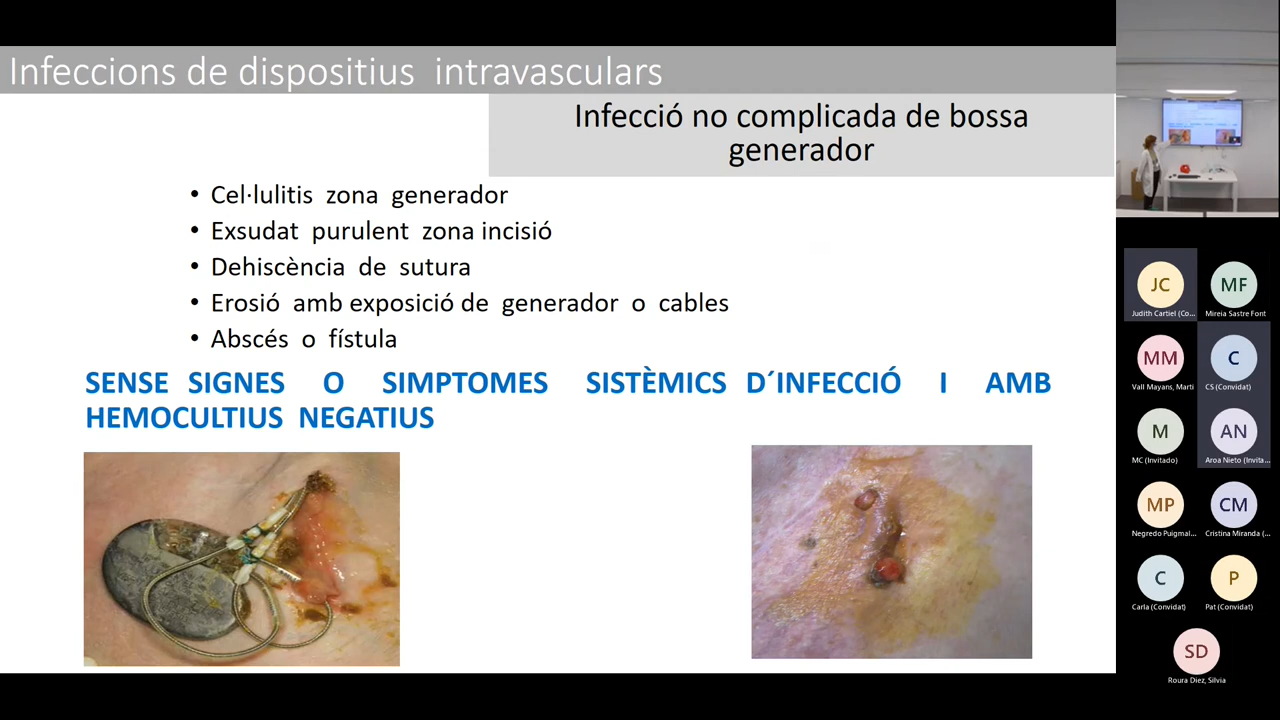 Infeccions de dispositius intravasculars
Infecció no complicada de bossa
generador
• Cel·lulitis zona generador
• Exsudat purulent zona incisió
• Dehiscència de sutura
• Erosió amb exposició de generador o cables
• Abscés o fístula
SENSE SIGNES O SIMPTOMES SISTÈMICS D´INFECCIÓ I AMB
HEMOCULTIUS NEGATIUS
JC
Judith Cartiel (Co...
MF
Mireia Sastre Font
MM
Vall Mayans, Marti
C
CS (Convidat)
M
MC (Invitado)
AN
Aroa Nieto (Invita...
MP
Negredo Puigmal...
CM
Cristina Miranda (...
C
Carla (Convidat)
P
Pat (Convidat)
SD
Roura Diez, Silvia